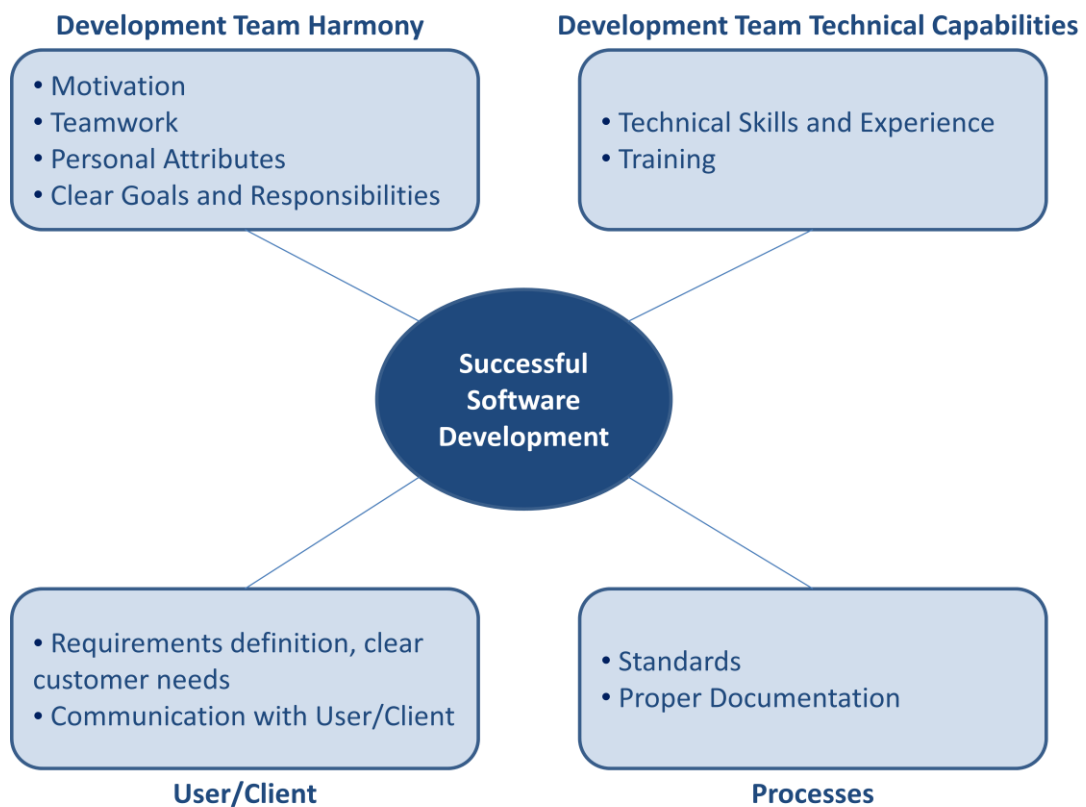 Development Team Harmony
• Motivation
• Teamwork
• Personal Attributes
• Clear Goals and Responsibilities
Development Team Technical Capabilities
• Technical Skills and Experience
• Training
Successful
Software
Development
• Requirements definition, clear
customer needs
• Communication with User/Client
User/Client
• Standards
• Proper Documentation
Processes